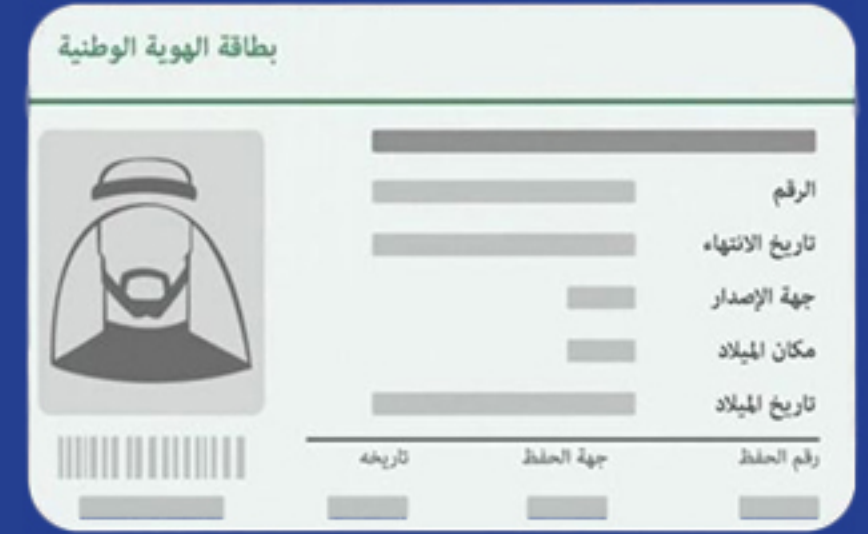 بطاقة الهوية الوطنية
الرقم
تاريخ الانتهاء
جهة الإصدار
مكان الميلاد
تاريخ الميلاد
رقم الحفظ جهة الحفظ تاريخه